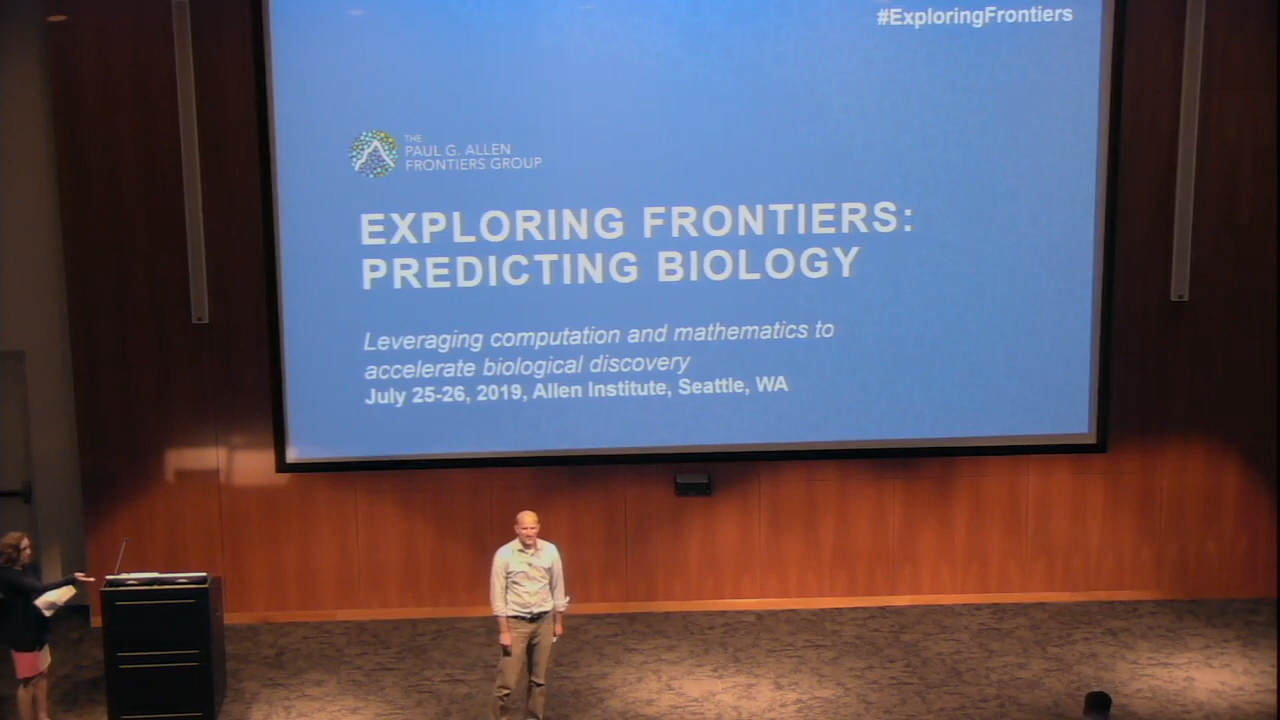 #ExploringFrontiers
THE
PAUL G. ALLEN
FRONTIERS GROUP
EXPLORING FRONTIERS:
PREDICTING BIOLOGY
Leveraging computation and mathematics to
accelerate biological discovery
July 25-26, 2019, Allen Institute, Seattle, WA